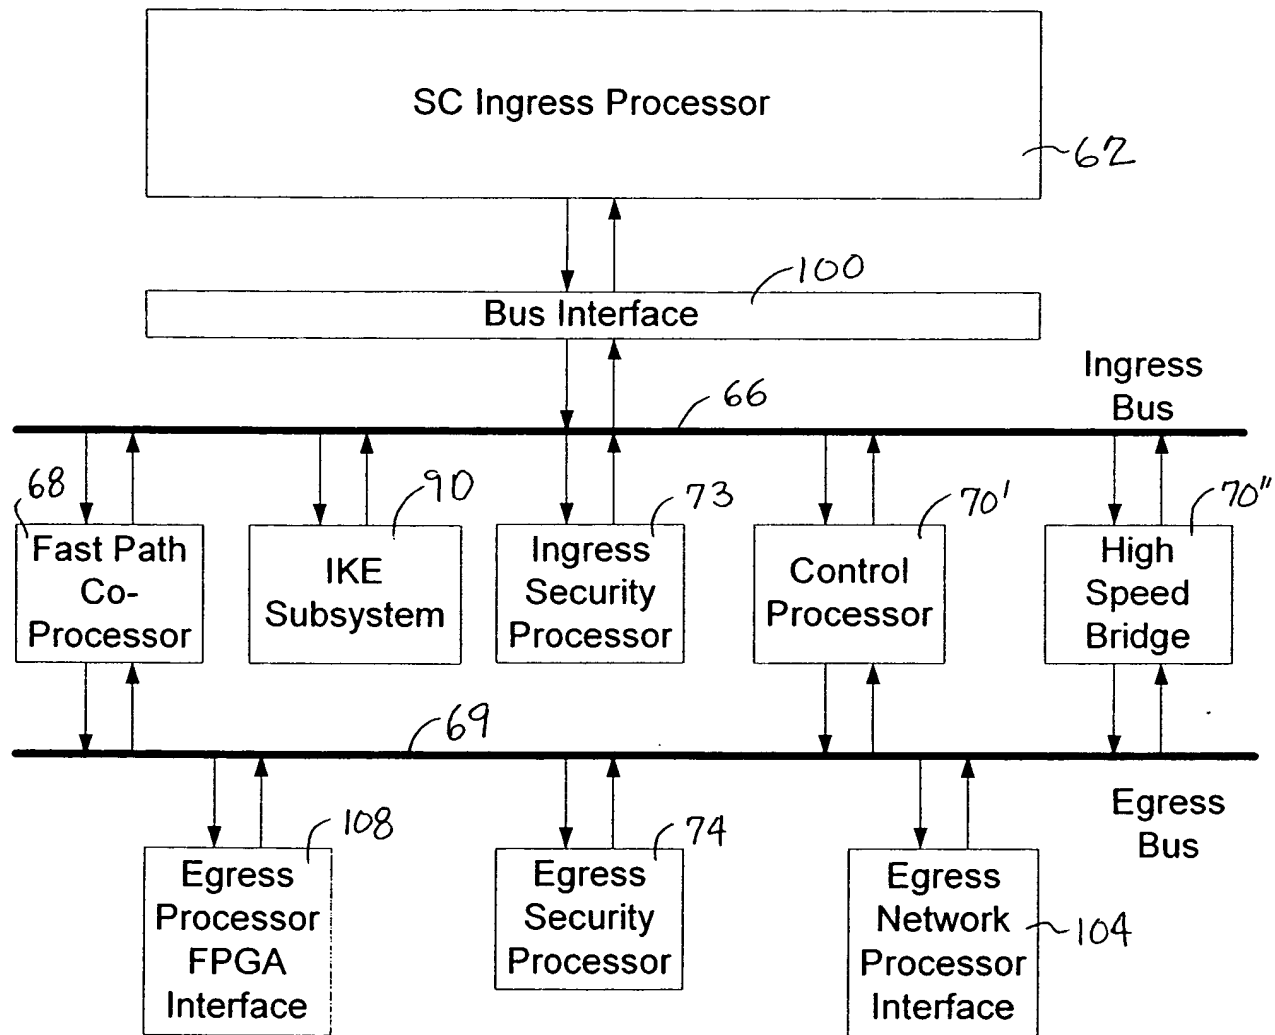 SC Ingress Processor
62
100
Bus Interface
Ingress
Bus
66
68
90
73
70'
70"
Fast Path
Co-
Processor
IKE
Subsystem
Ingress
Security
Processor
Control
Processor
High
Speed
Bridge
69
Egress
Bus
108
74
Egress
Processor
FPGA
Interface
Egress
Security
Processor
Egress
Network
Processor
Interface
104